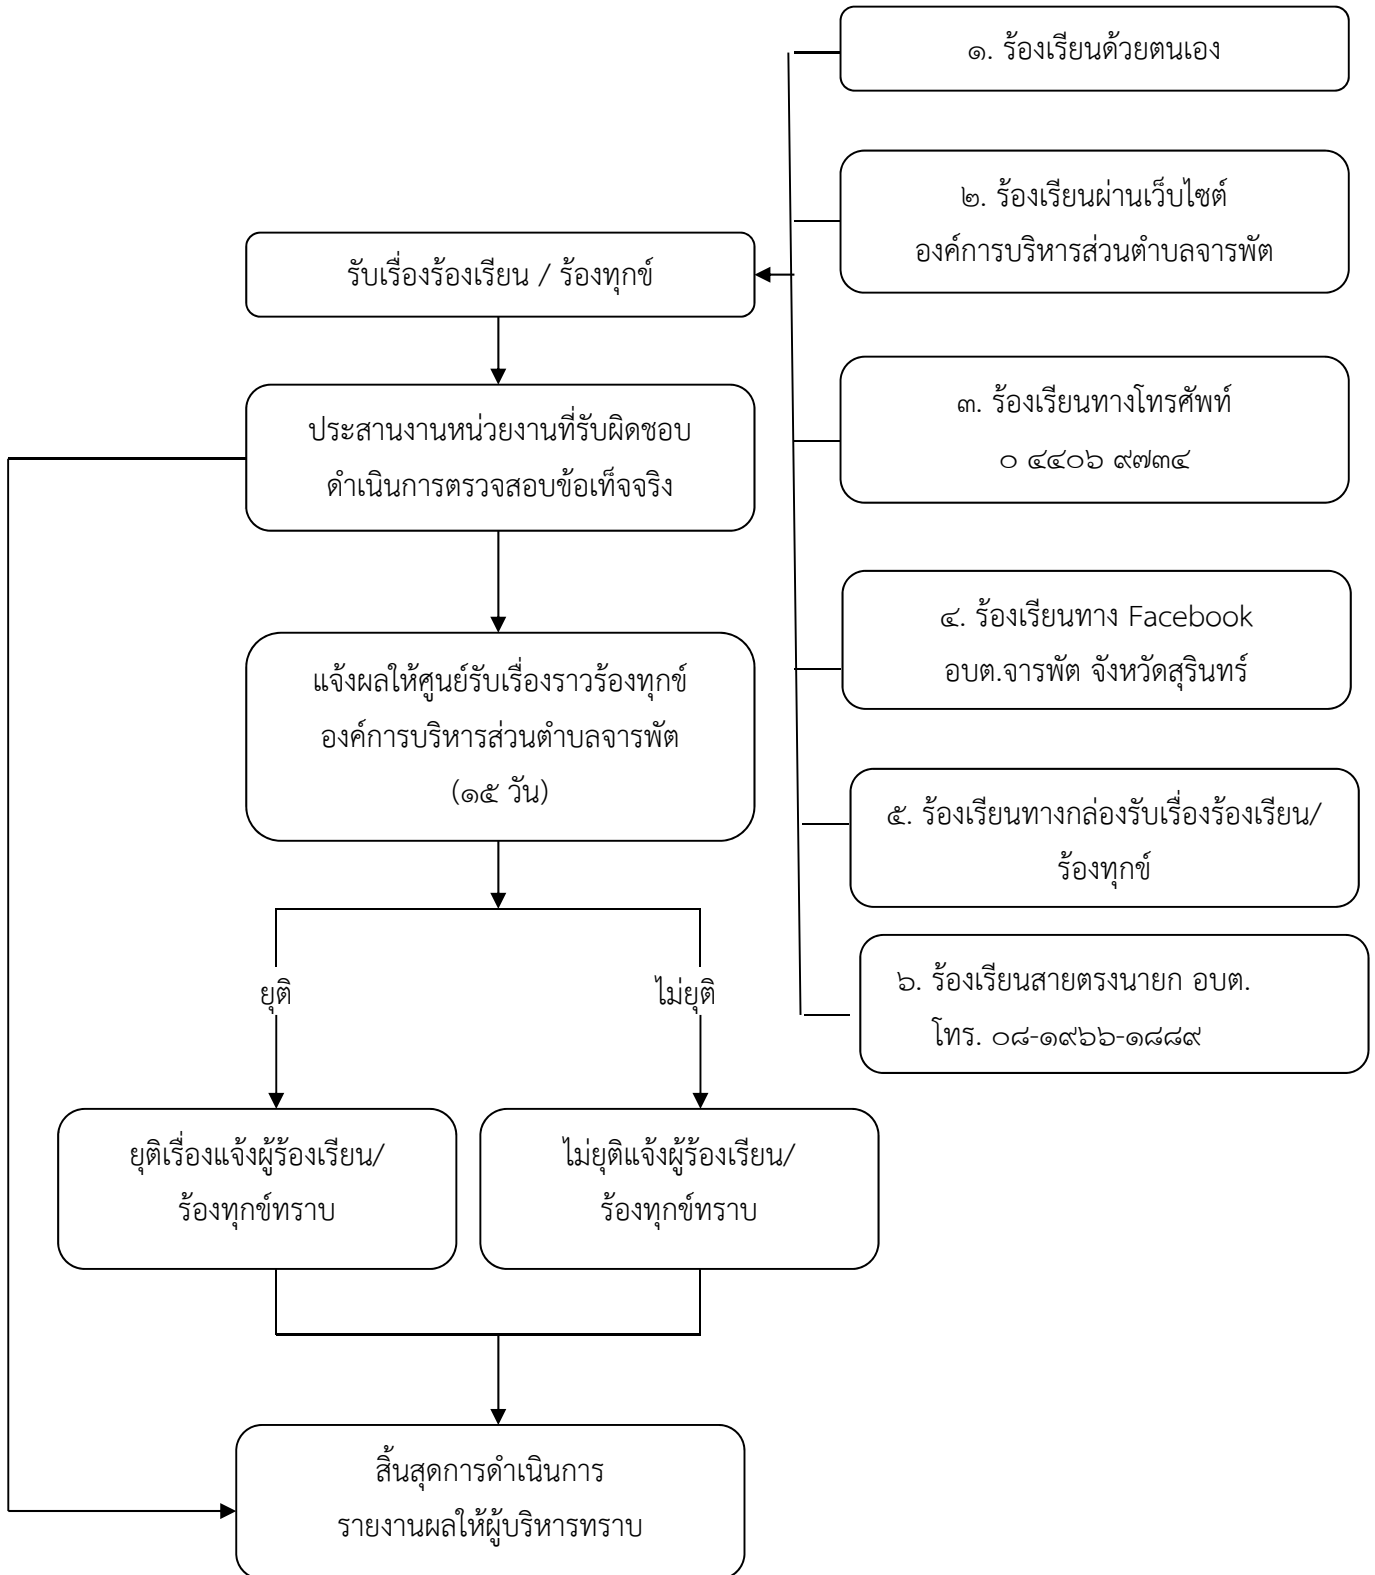 ๑. ร้องเรียนด้วยตนเอง
๒. ร้องเรียนผ่านเว็บไซต์
องค์การบริหารส่วนตำบลจารพัต
รับเรื่องร้องเรียน / ร้องทุกข์
๓. ร้องเรียนทางโทรศัพท์
๐ ๔๔๐๖ ๙๗๓๔
ประสานงานหน่วยงานที่รับผิดชอบ
ดำเนินการตรวจสอบข้อเท็จจริง
๔. ร้องเรียนทาง Facebook
อบต.จารพัต จังหวัดสุรินทร์
แจ้งผลให้ศูนย์รับเรื่องราวร้องทุกข์
องค์การบริหารส่วนตำบลจารพัต
(๑๕ วัน)
๕. ร้องเรียนทางกล่องรับเรื่องร้องเรียน/
ร้องทุกข์
๖. ร้องเรียนสายตรงนายก อบต.
โทร. ๐๘-๑๙๖๖-๑๘๘๙
ยุติ
ไม่ยุติ
ยุติเรื่องแจ้งผู้ร้องเรียน/
ร้องทุกข์ทราบ
ไม่ยุติแจ้งผู้ร้องเรียน/
ร้องทุกข์ทราบ
สิ้นสุดการดำเนินการ
รายงานผลให้ผู้บริหารทราบ